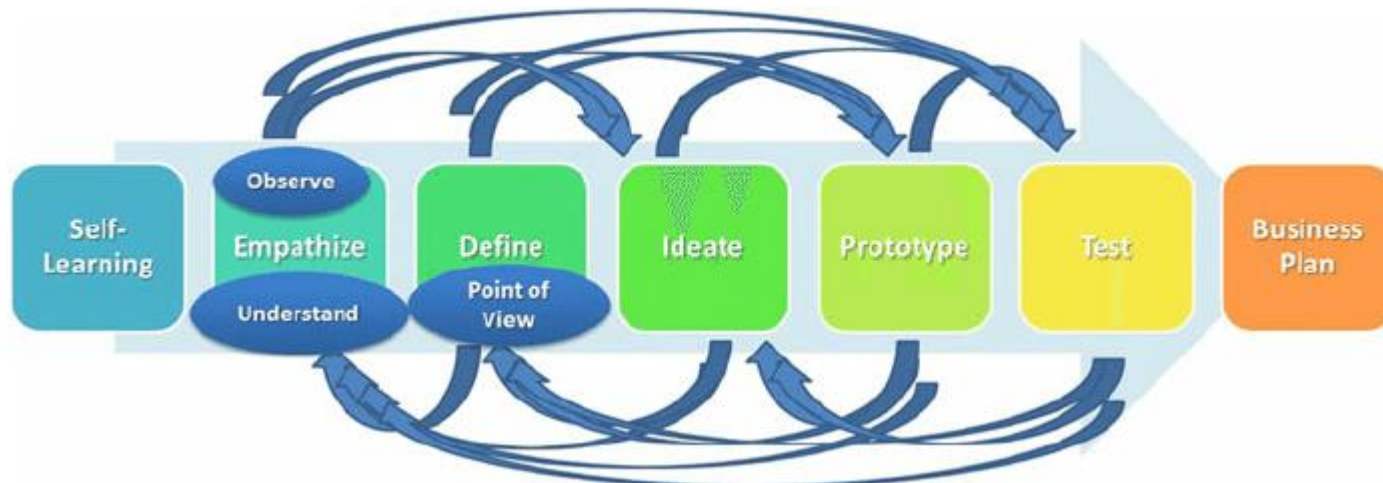 Self-
Learning
Observe
Empathize
Understand
Define
Point of
View
Ideate
Prototype
Test
Business
Plan